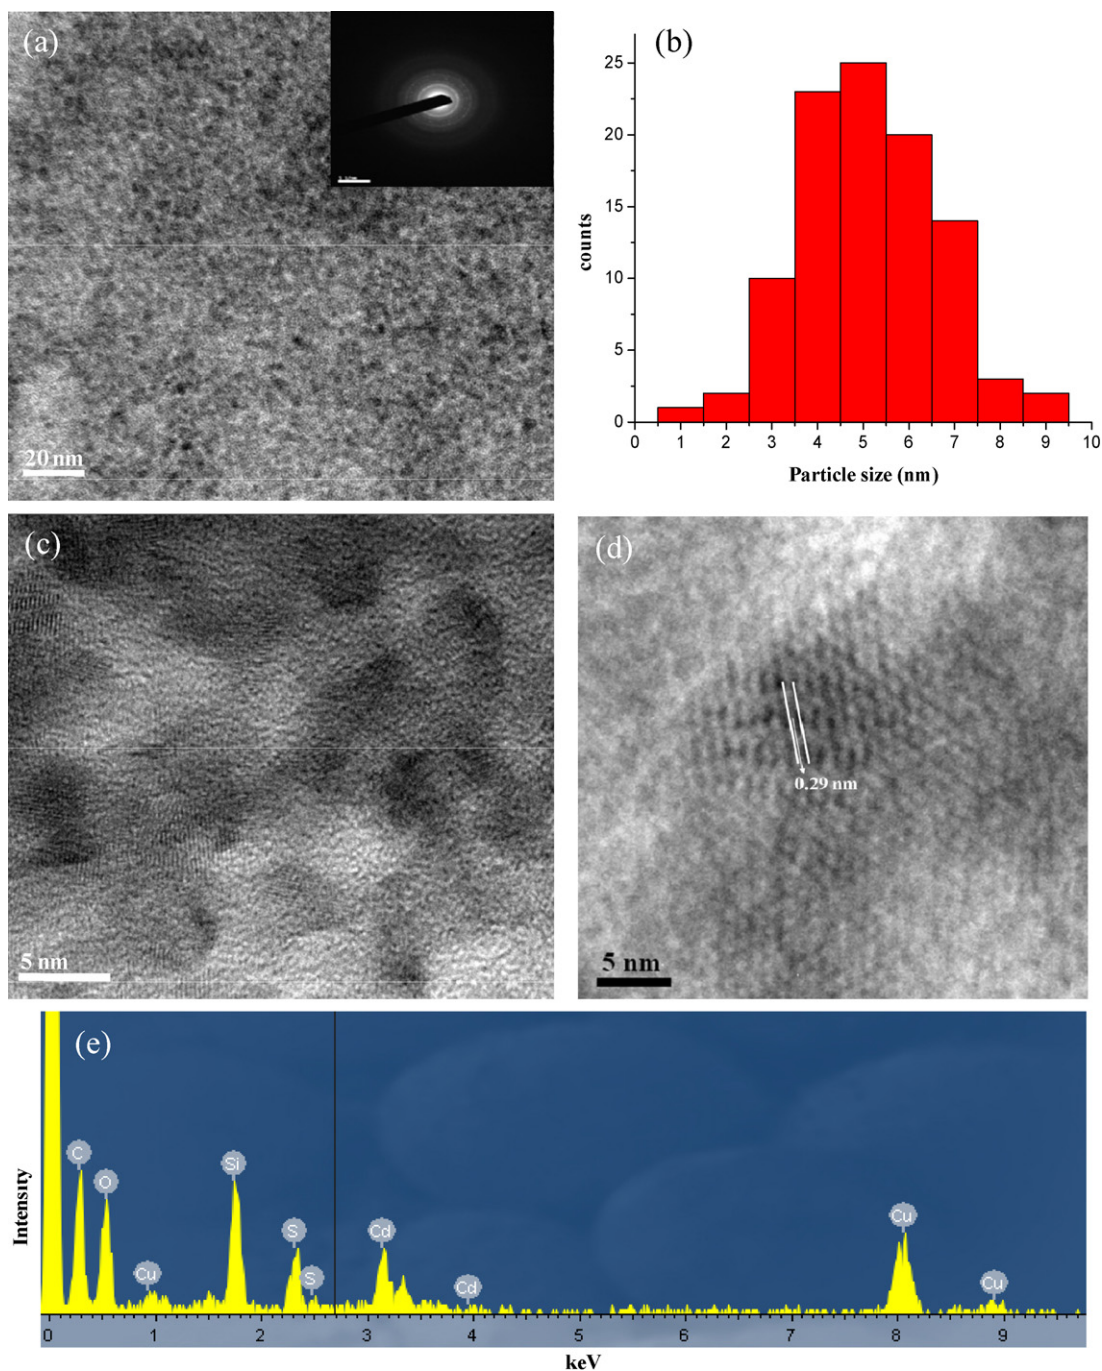 (a)
20 nm
(b)
25
20
15
10
5
0
counts
0 1 2 3 4 5 6 7 8 9 10
Particle size (nm)
(c)
5 nm
(d)
0.29 nm
5 nm
(e)
Intensity
C
O
Cu
Si
S
S
Cd
Cd
Cu
Cu
0 1 2 3 4 5 6 7 8 9
keV